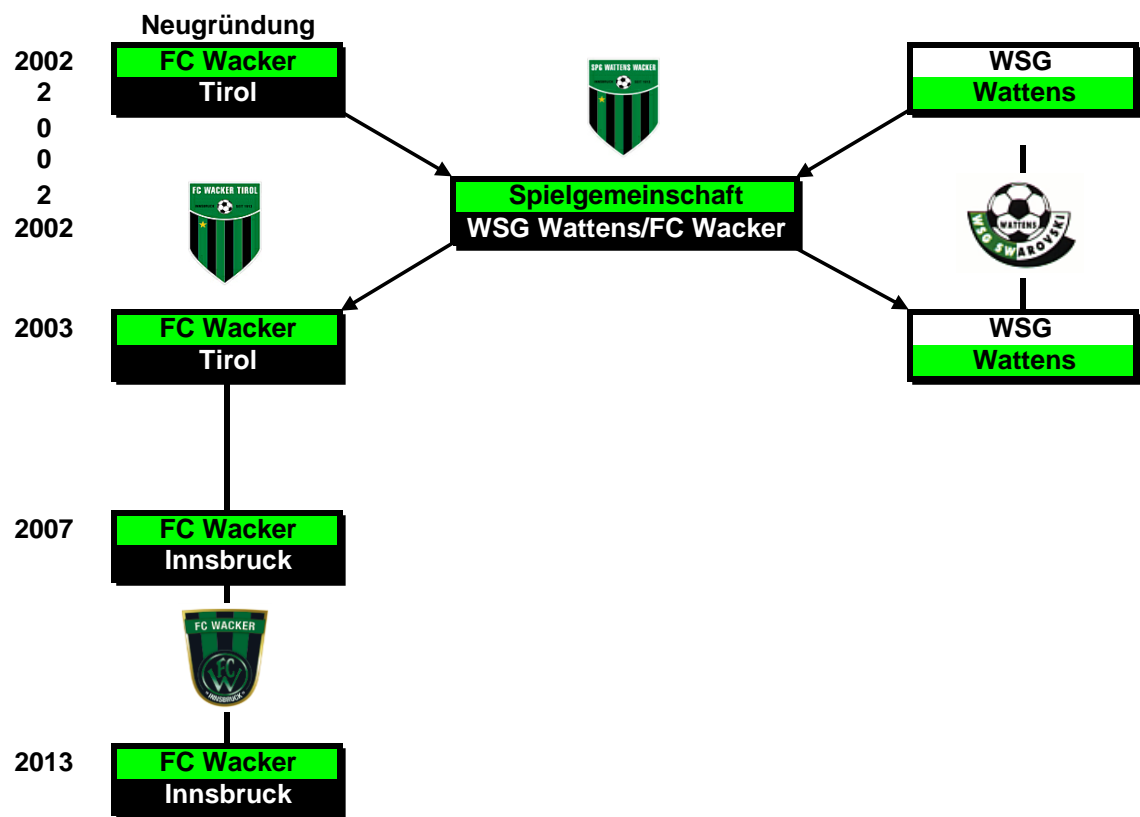 Neugründung
2002
FC Wacker
Tirol
WSG
Wattens
2
0
0
2
2002
SPG WATTENS WACKER
FC WACKER TIROL
Spielgemeinschaft
WSG Wattens/FC Wacker
WATTENS
WSG SWAROVSKI
2003
FC Wacker
Tirol
WSG
Wattens
2007
FC Wacker
Innsbruck
FC WACKER
FC
W
INNSBRUCK
2013
FC Wacker
Innsbruck